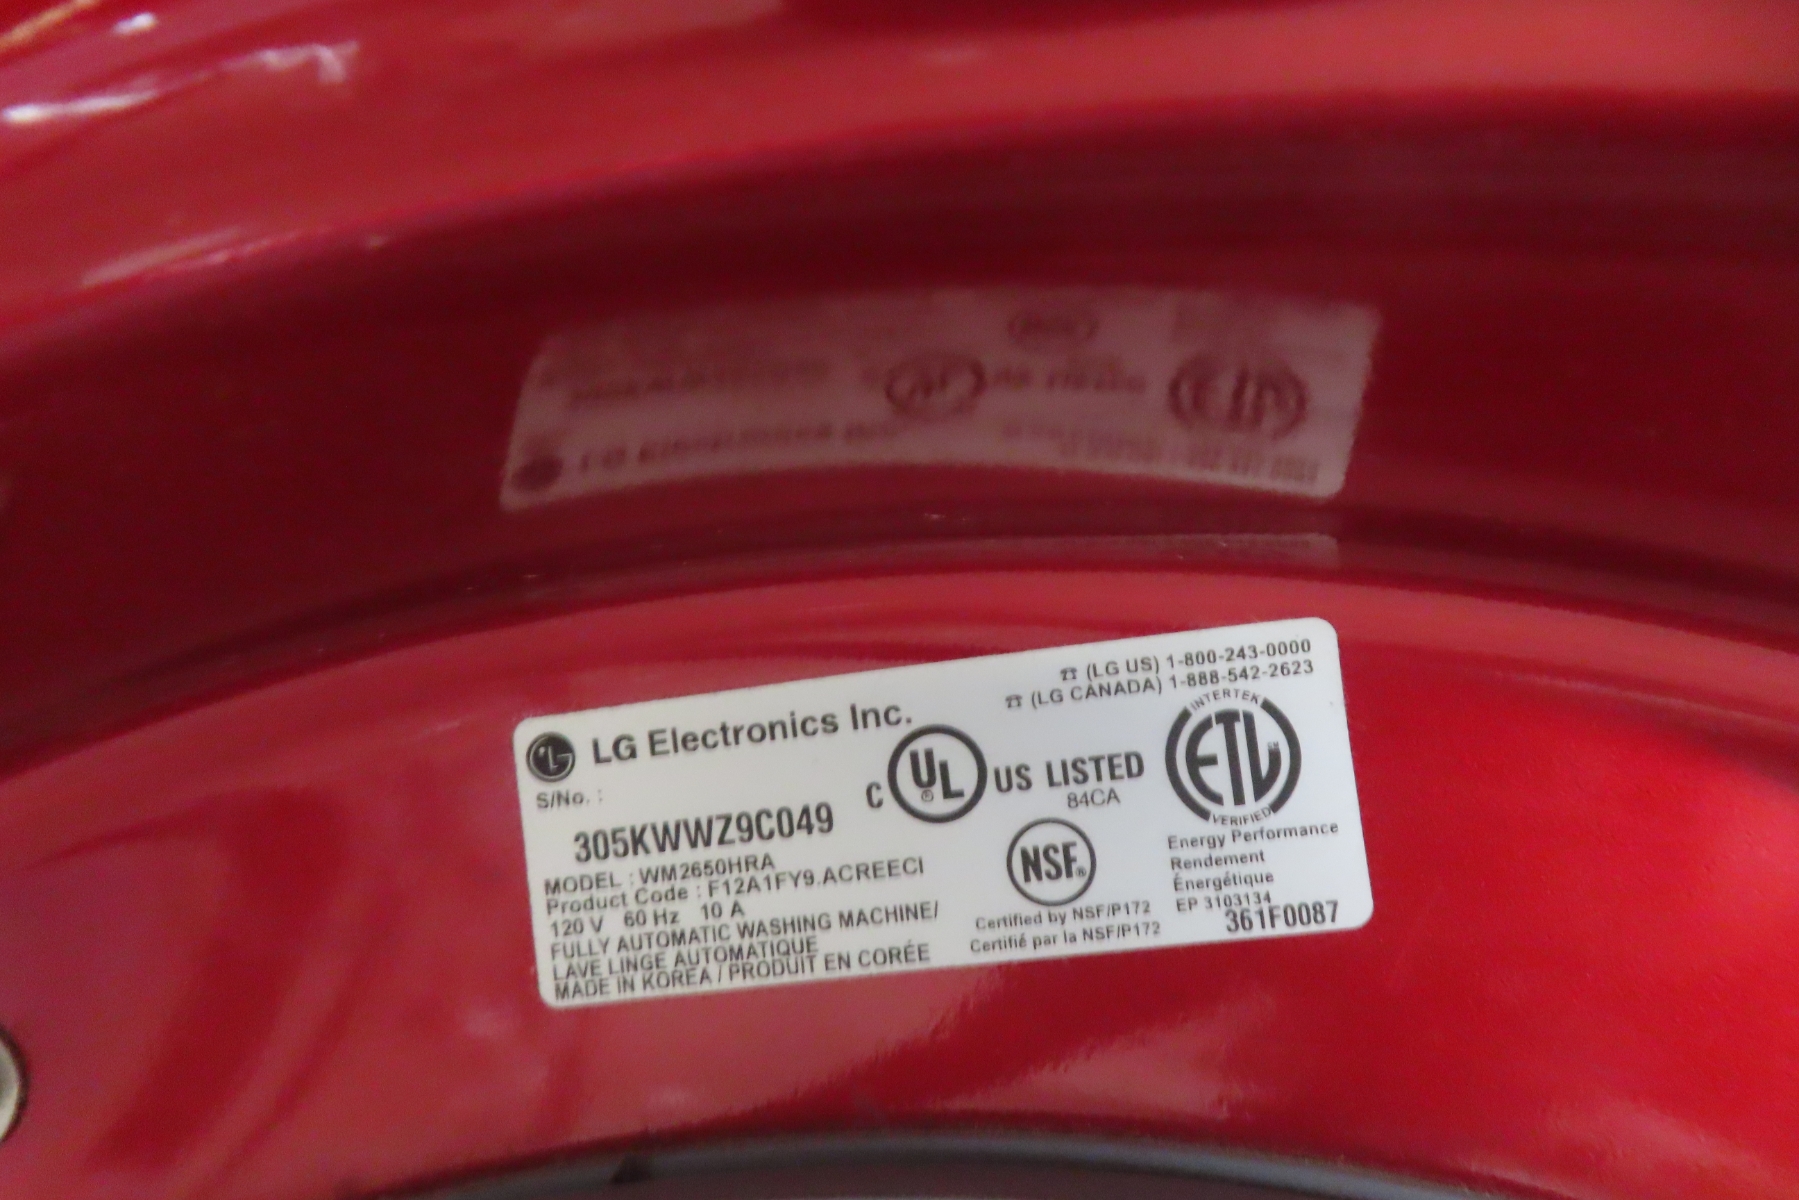 ☎ (LG US) 1-800-243-0000
☎ (LG CANADA) 1-888-542-2623
LG LG Electronics Inc.
S/No. :
305KWWZ9C049
C UL ® US LISTED
84CA
INTERTEK
ETL
VERIFIED
MODEL : WM2650HRA
Product Code : F12A1FY9.ACREECI
120 V 60 Hz 10 A
FULLY AUTOMATIC WASHING MACHINE/
LAVE LINGE AUTOMATIQUE
MADE IN KOREA / PRODUIT EN CORÉE
NSF®
Certified by NSF/P172
Certifié par la NSF/P172
Energy Performance
Rendement
Énergétique
EP 3103134
361F0087